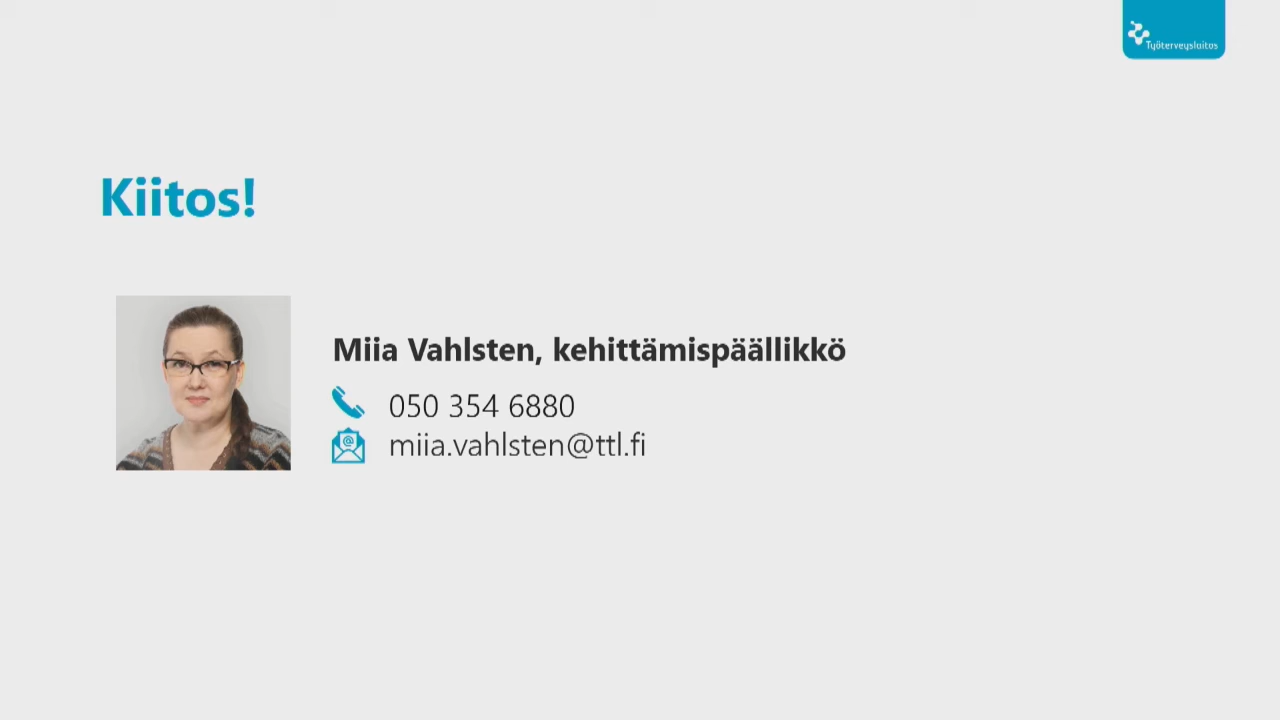 Työterveyslaitos
Kiitos!
Miia Vahlsten, kehittämispäällikkö
050 354 6880
miia.vahlsten@ttl.fi